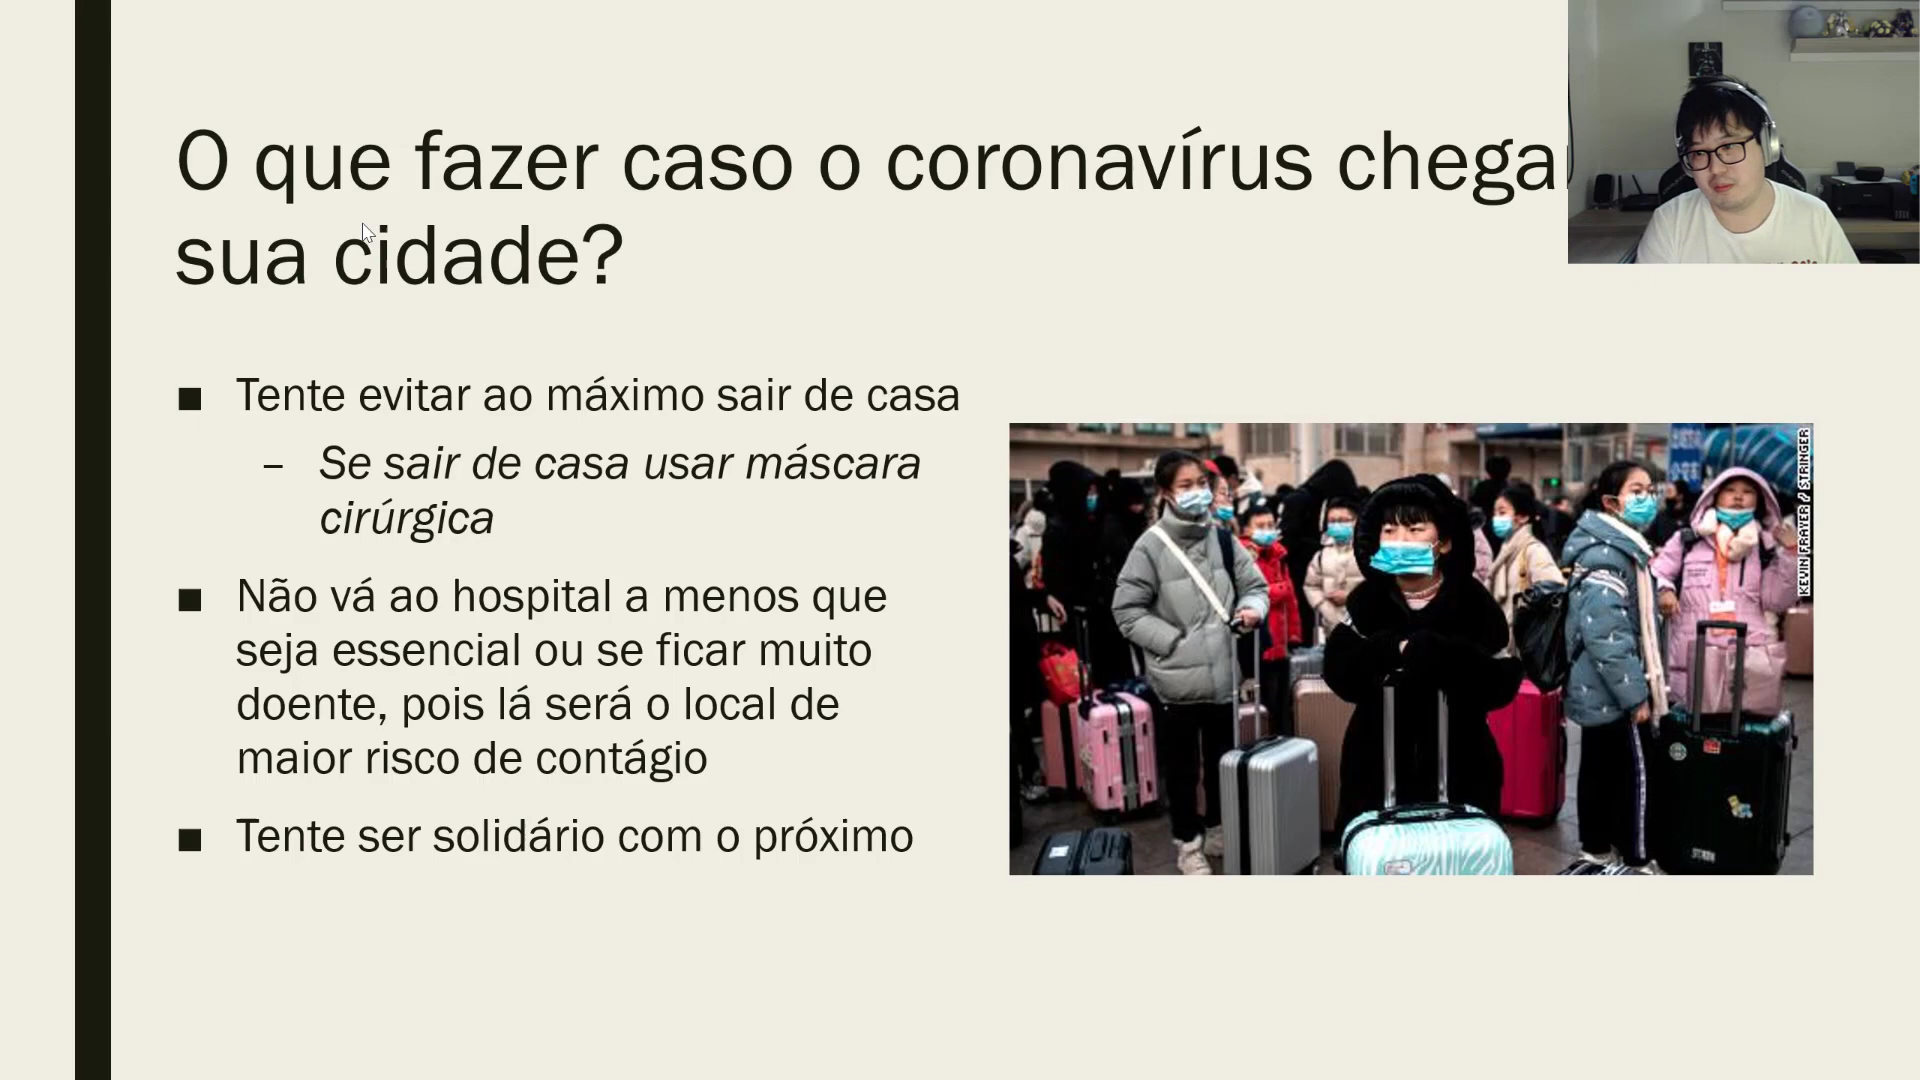 O que fazer caso o coronavírus chegar
sua cidade?
■ Tente evitar ao máximo sair de casa
– Se sair de casa usar máscara
cirúrgica
■ Não vá ao hospital a menos que
seja essencial ou se ficar muito
doente, pois lá será o local de
maior risco de contágio
■ Tente ser solidário com o próximo
KEVIN FRAYER / STRINGER